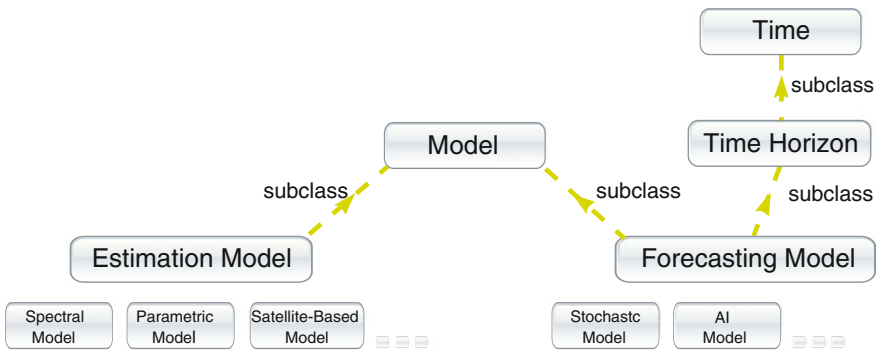 Time
subclass
Model
Time Horizon
subclass
subclass
subclass
Estimation Model
Forecasting Model
Spectral
Model
Parametric
Model
Satellite-Based
Model
Stochastc
Model
AI
Model